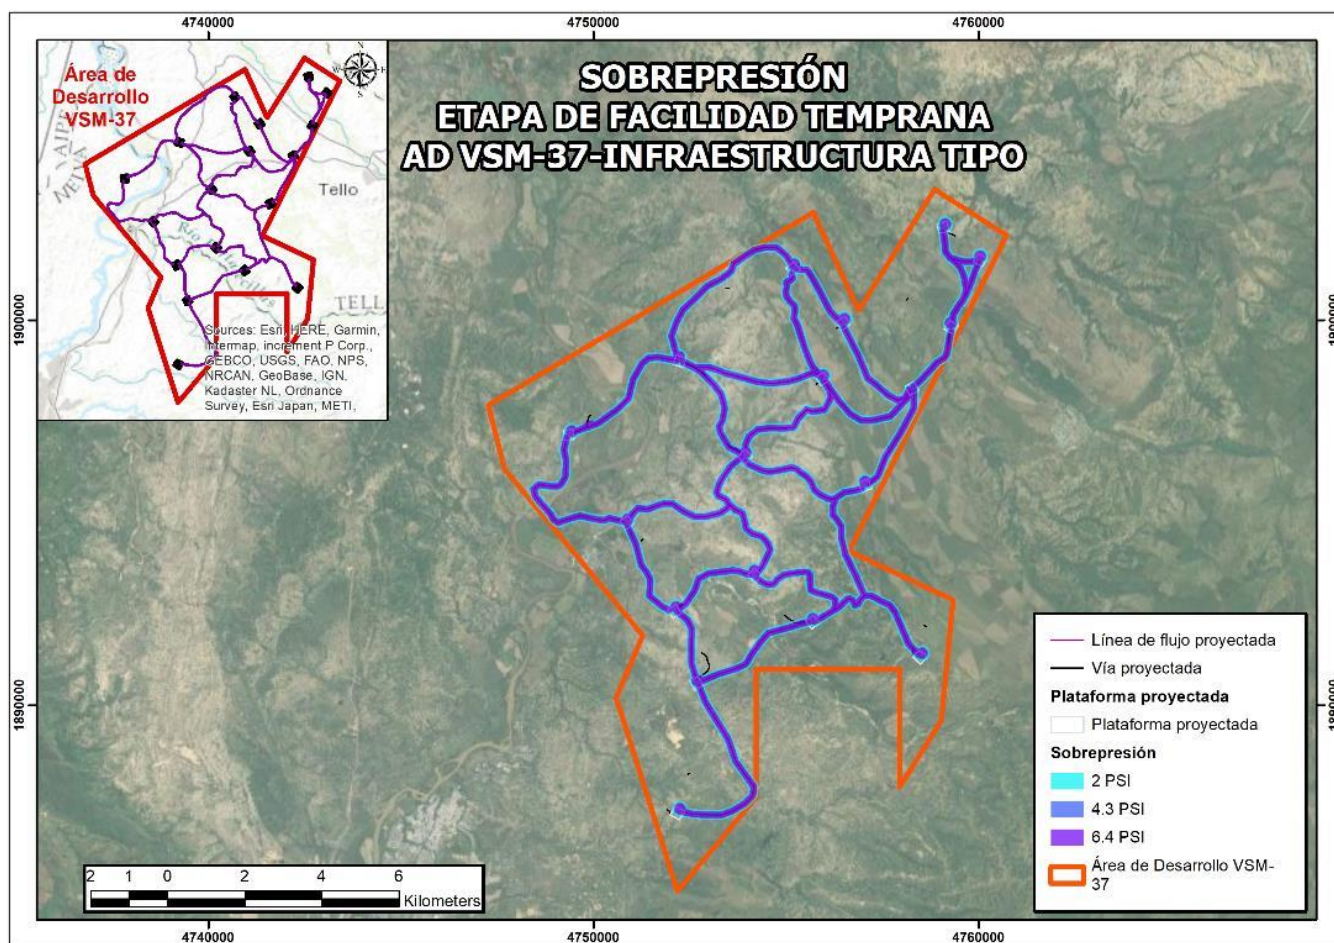 4740000
4750000
4760000
Área de
Desarrollo
VSM-37
N
W
E
S
NEIVA
Tello
TELL
Sources: Esri, HERE, Garmin,
Intermap, increment P Corp.,
GEBCO, USGS, FAO, NPS,
NRCAN, GeoBase, IGN,
Kadaster NL, Ordnance
Survey, Esri Japan, METI,
SOBREPRESIÓN
ETAPA DE FACILIDAD TEMPRANA
AD VSM-37-INFRAESTRUCTURA TIPO
1900000
1900000
1890000
1890000
Línea de flujo proyectada
Vía proyectada
Plataforma proyectada
Plataforma proyectada
Sobrepresión
2 PSI
4.3 PSI
6.4 PSI
Área de Desarrollo VSM-
37
2 1 0 2 4 6
Kilometers
4740000
4750000
4760000